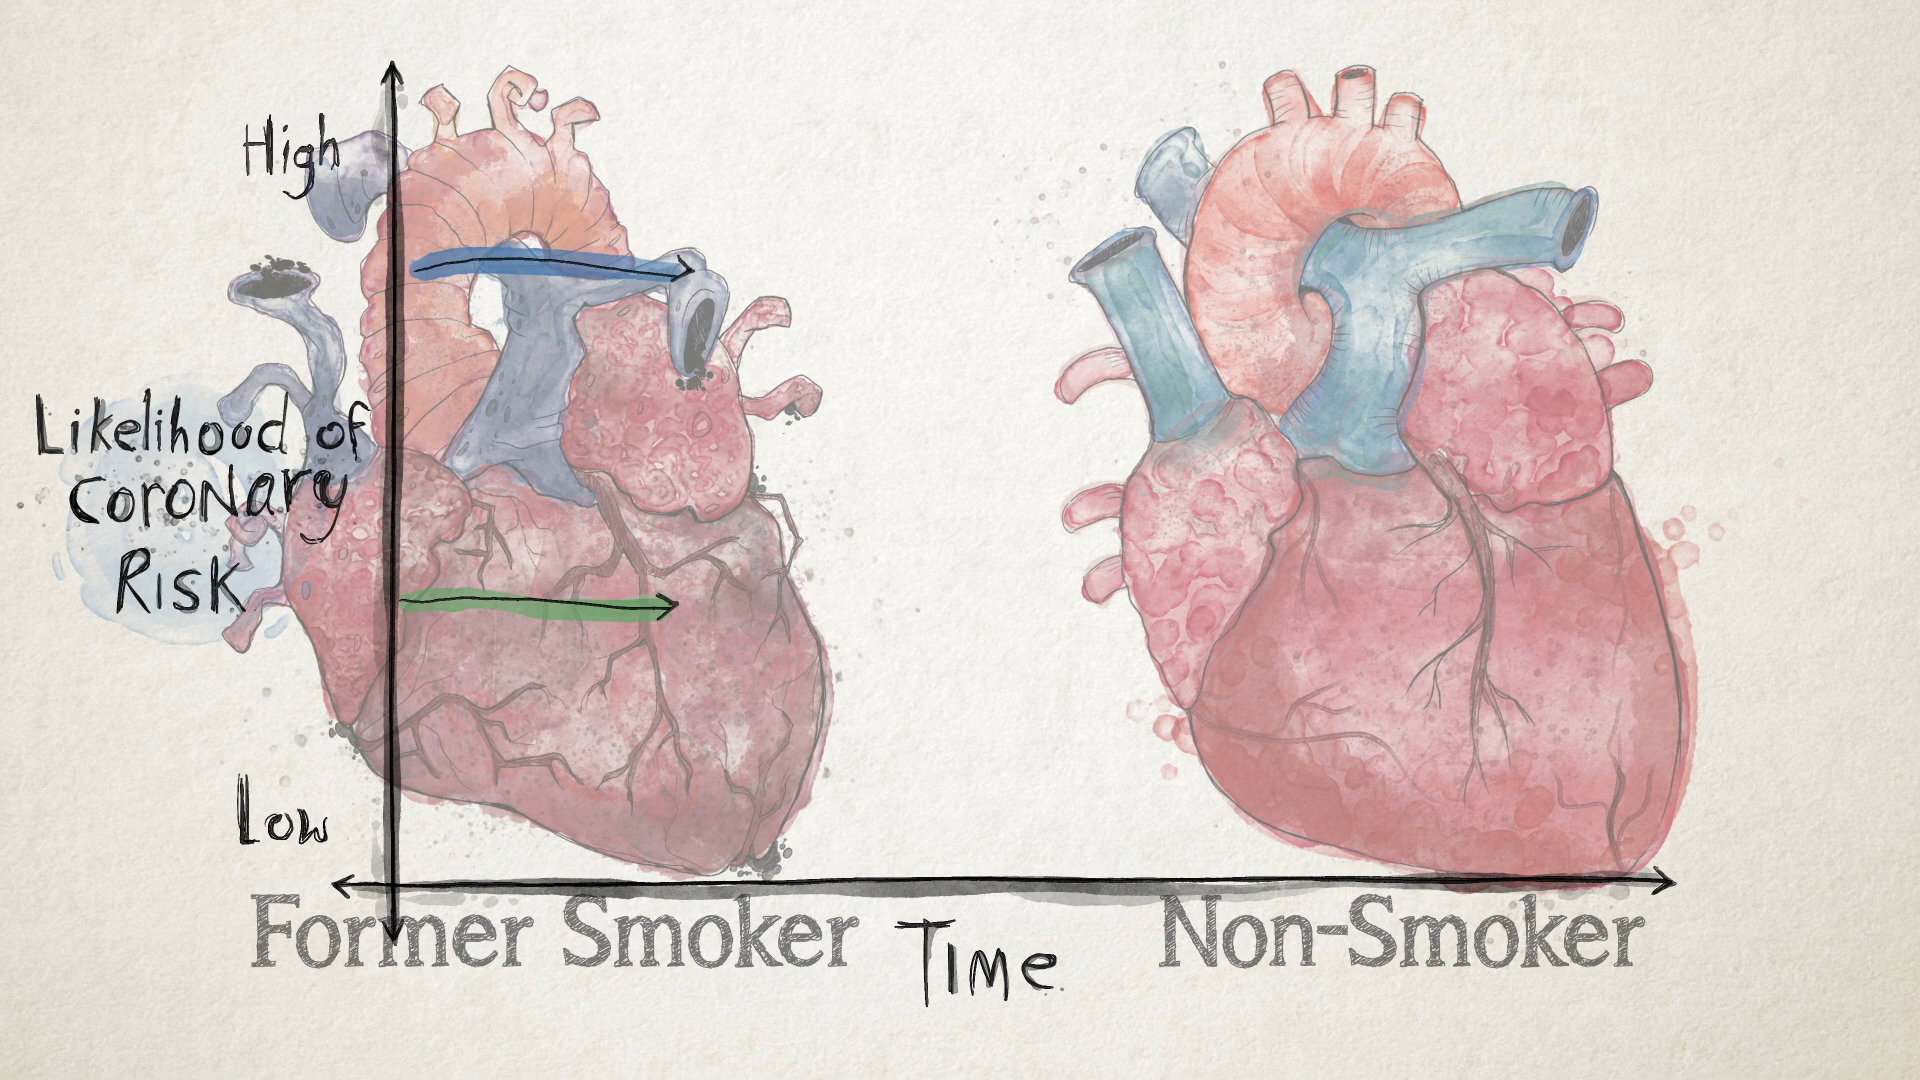 High
Likelihood of
coronary
Risk
Low
Former Smoker
Non-Smoker
Time